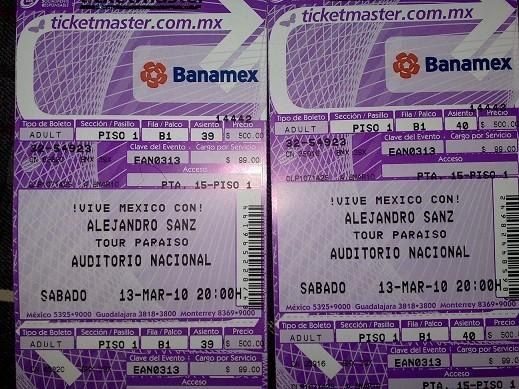 ticketmaster.com.mx
Banamex
Tipo de Boleto Sección / Pasillo Fila / Palco Asiento Precio
ADULT PISO 1 B1 39 $ 500.00
32-54923 Clave del Evento Cargo por Servicio
EAN0313 $ 99.00
Acceso
PTA. 15-PISO 1
!VIVE MEXICO CON!
ALEJANDRO SANZ
TOUR PARAISO
AUDITORIO NACIONAL
SABADO 13-MAR-10 20:00H
México 5325•9000 Guadalajara 3818•3800 Monterrey 8369•9000
Tipo de Boleto Sección / Pasillo Fila / Palco Asiento Precio
ADULT PISO 1 B1 39 $ 500.00
Clave del Evento Cargo por Servicio
EAN0313 $ 99.00
Acceso
ticketmaster.com.mx
Banamex
Tipo de Boleto Sección / Pasillo Fila / Palco Asiento Precio
ADULT PISO 1 B1 40 $ 500.00
32-54923 Clave del Evento Cargo por Servicio
EAN0313 $ 99.00
Acceso
PTA. 15-PISO 1
!VIVE MEXICO CON!
ALEJANDRO SANZ
TOUR PARAISO
AUDITORIO NACIONAL
SABADO 13-MAR-10 20:00H
México 5325•9000 Guadalajara 3818•3800 Monterrey 8369•9000
Tipo de Boleto Sección / Pasillo Fila / Palco Asiento Precio
ADULT PISO 1 B1 40 $ 500.00
Clave del Evento Cargo por Servicio
EAN0313 $ 99.00
Acceso
PTA. 15-PISO 1